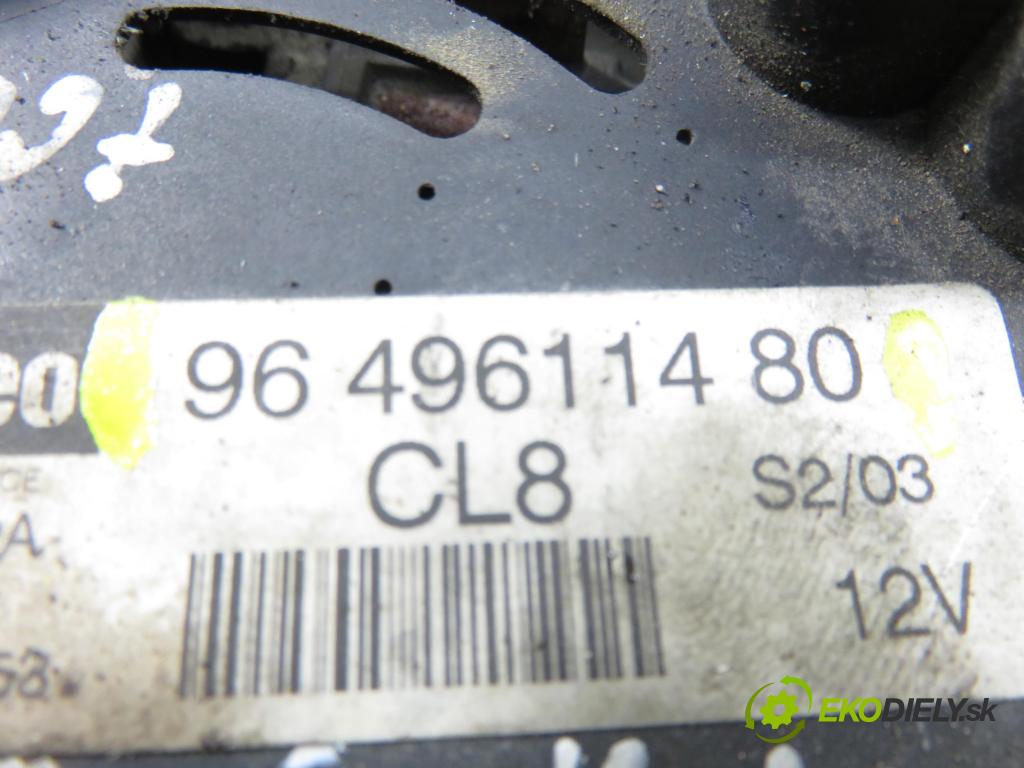 96 496114 80
CL8
S2/03
12V
EKODIELY.sk